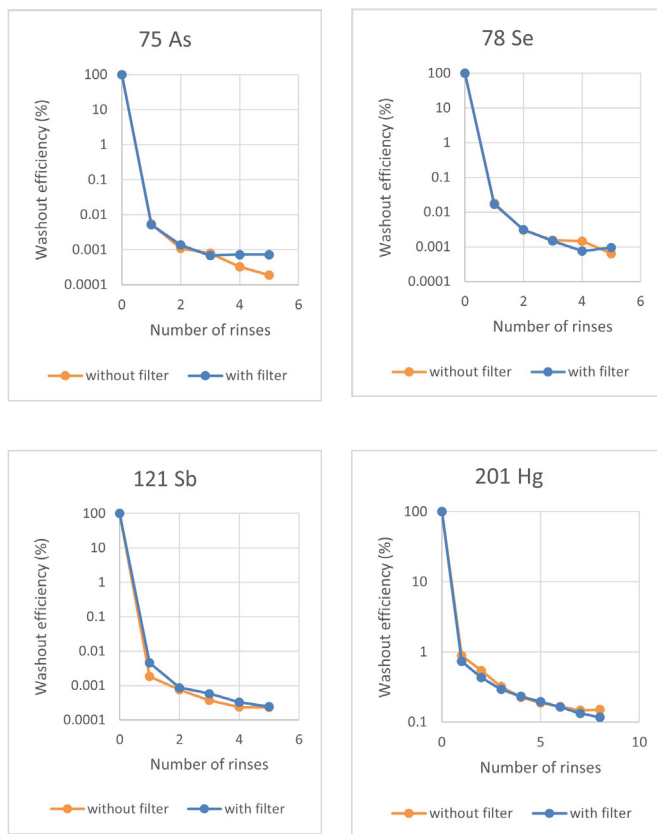 75 As
Washout efficiency (%)
100
10
1
0.1
0.01
0.001
0.0001
0 2 4 6
Number of rinses
without filter with filter
78 Se
Washout efficiency (%)
100
10
1
0.1
0.01
0.001
0.0001
0 2 4 6
Number of rinses
without filter with filter
121 Sb
Washout efficiency (%)
100
10
1
0.1
0.01
0.001
0.0001
0 2 4 6
Number of rinses
without filter with filter
201 Hg
Washout efficiency (%)
100
10
1
0.1
0 5 10
Number of rinses
without filter with filter